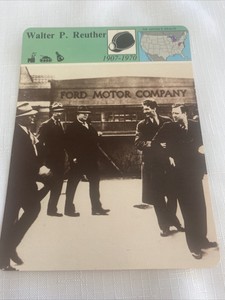 Walter P. Reuther
1907-1970
FORD MOTOR COMPANY